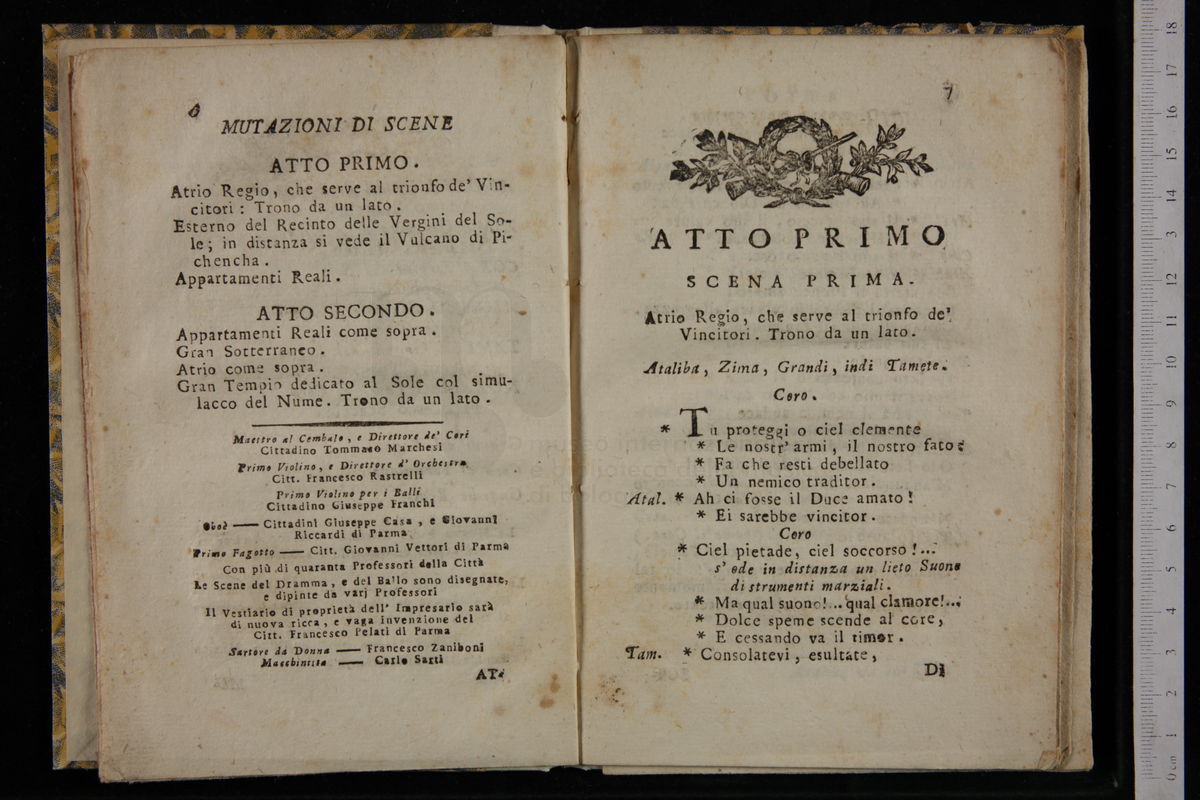 6
MUTAZIONI DI SCENE
ATTO PRIMO.
Atrio Regio, che serve al trionfo de' Vin-
citori: Trono da un lato.
Esterno del Recinto delle Vergini del So-
le; in distanza si vede il Vulcano di Pi-
chencha.
Appartamenti Reali.
ATTO SECONDO.
Appartamenti Reali come sopra.
Gran Sotterraneo.
Atrio come sopra.
Gran Tempio dedicato al Sole col simu-
lacco del Nume. Trono da un lato.
Maestro al Cembalo, e Direttore de' Cori
Cittadino Tommaso Marchesi
Primo Violino, e Direttore d' Orchestra
Citt. Francesco Rastrelli
Primo Violino per i Balli
Cittadino Giuseppe Franchi
Oboè — Cittadini Giuseppe Casa, e Giovanni
Riccardi di Parma
Primo Fagotto — Citt. Giovanni Vettori di Parma
Con più di quaranta Professori della Città
Le Scene del Dramma, e del Ballo sono disegnate,
e dipinte da varj Professori
Il Vestiario di proprietà dell' Impresario sarà
di nuova ricca, e vaga invenzione del
Citt. Francesco Pelati di Parma
Sartore da Donna — Francesco Zaniboni
Macchinista — Carlo Sarti
AT-
7
ATTO PRIMO
SCENA PRIMA.
Atrio Regio, che serve al trionfo de'
Vincitori. Trono da un lato.
Ataliba, Zima, Grandi, indi Tamete.
Coro.
* Tu proteggi o ciel clemente
* Le nostr' armi, il nostro fato:
* Fa che resti debellato
* Un nemico traditor.
Atal. * Ah ci fosse il Duce amato!
* Ei sarebbe vincitor.
Coro
* Ciel pietade, ciel soccorso!...
s' ode in distanza un lieto Suono
di strumenti marziali.
* Ma qual suono!... qual clamore!...
* Dolce speme scende al core,
* E cessando va il timor.
Tam. * Consolatevi, esultate,
Di